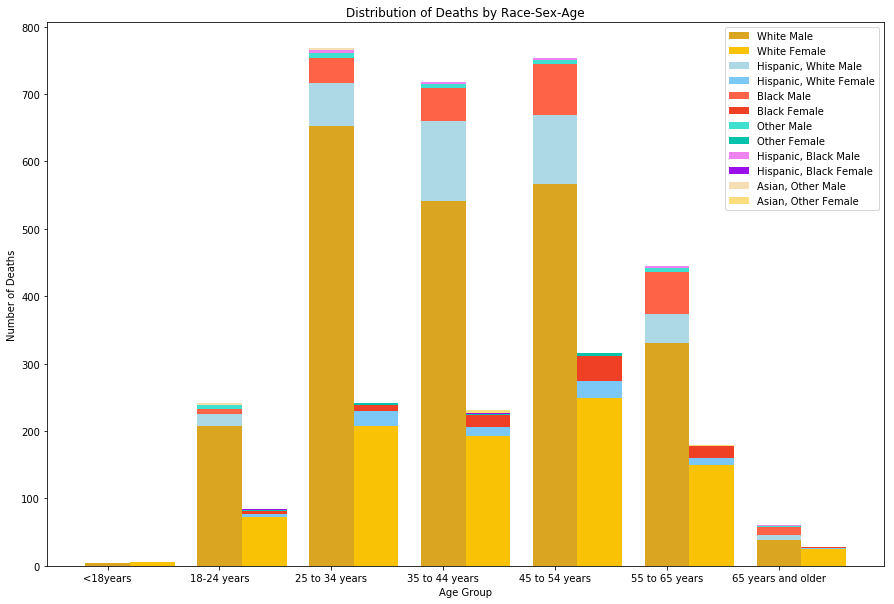 Distribution of Deaths by Race-Sex-Age
800
700
600
500
400
300
200
100
0
Number of Deaths
White Male
White Female
Hispanic, White Male
Hispanic, White Female
Black Male
Black Female
Other Male
Other Female
Hispanic, Black Male
Hispanic, Black Female
Asian, Other Male
Asian, Other Female
<18years 18-24 years 25 to 34 years 35 to 44 years 45 to 54 years 55 to 65 years 65 years and older
Age Group